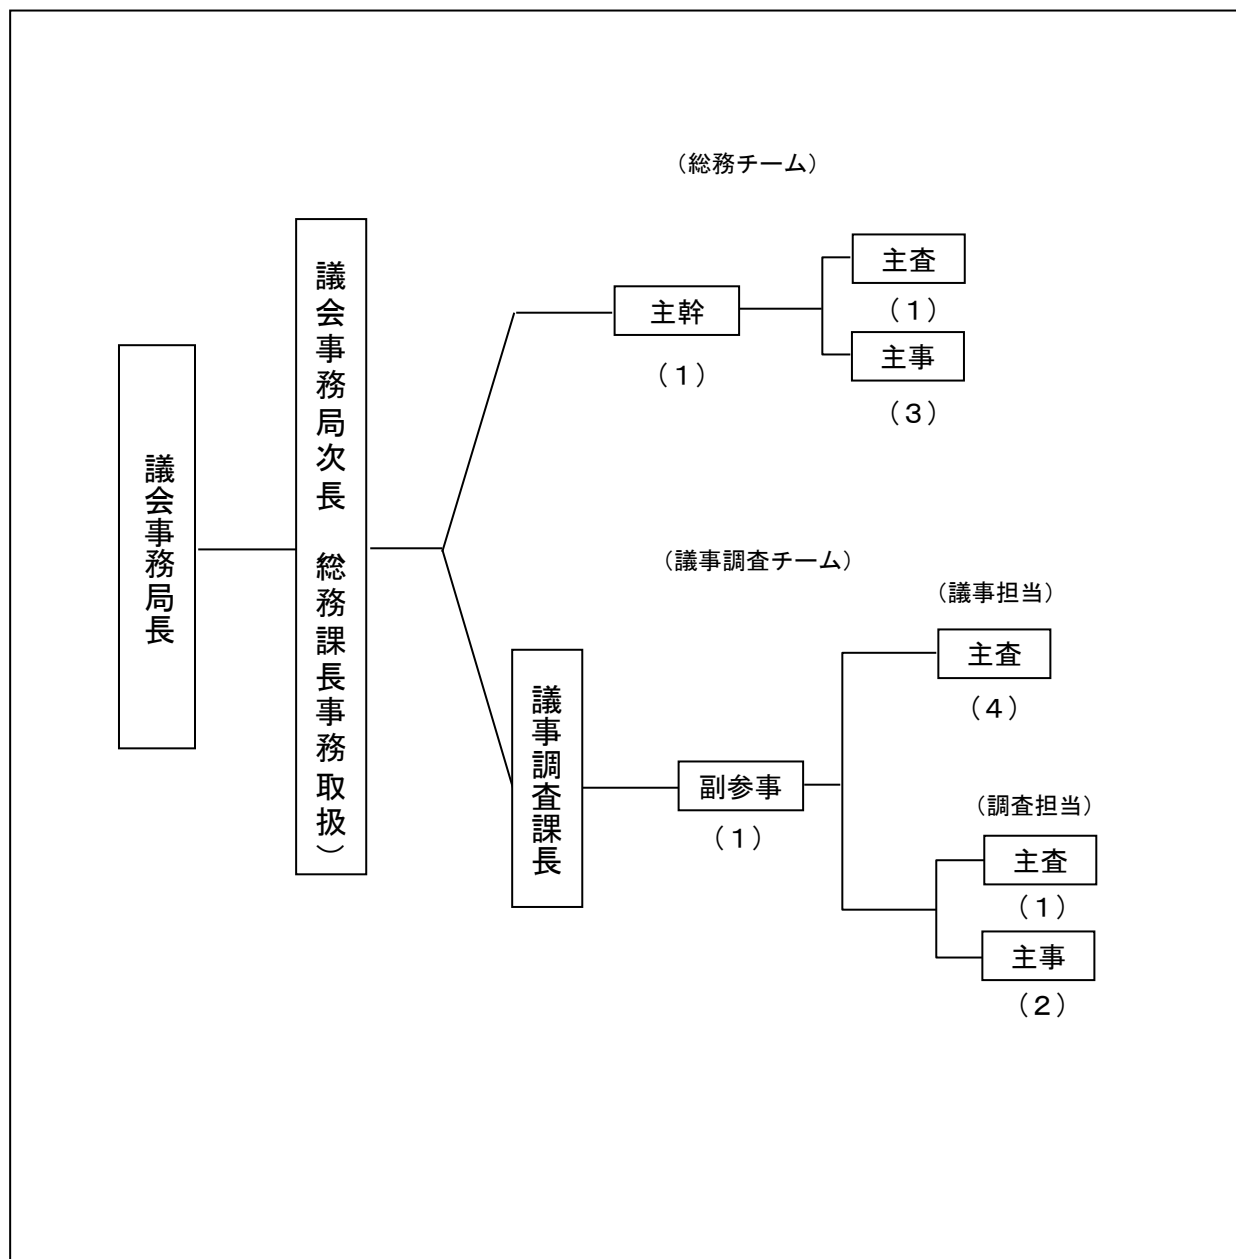 議会事務局長
議会事務局次長 総務課長事務取扱）
（総務チーム）
主幹
（１）
主査
（１）
主事
（３）
（議事調査チーム）
議事調査課長
副参事
（１）
（議事担当）
主査
（４）
（調査担当）
主査
（１）
主事
（２）